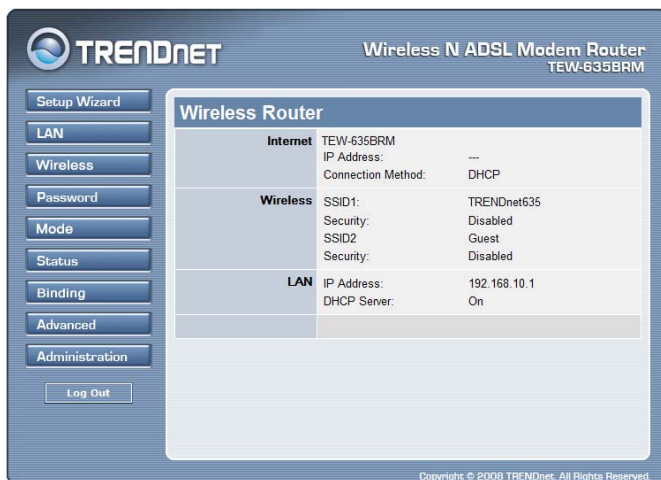 TRENDnet
Wireless N ADSL Modem Router
TEW-635BRM
Setup Wizard
LAN
Wireless
Password
Mode
Status
Binding
Advanced
Administration
Log Out
Wireless Router
Internet TEW-635BRM
IP Address: ---
Connection Method: DHCP
Wireless SSID1: TRENDnet635
Security: Disabled
SSID2 Guest
Security: Disabled
LAN IP Address: 192.168.10.1
DHCP Server: On
Copyright © 2008 TRENDnet. All Rights Reserved.